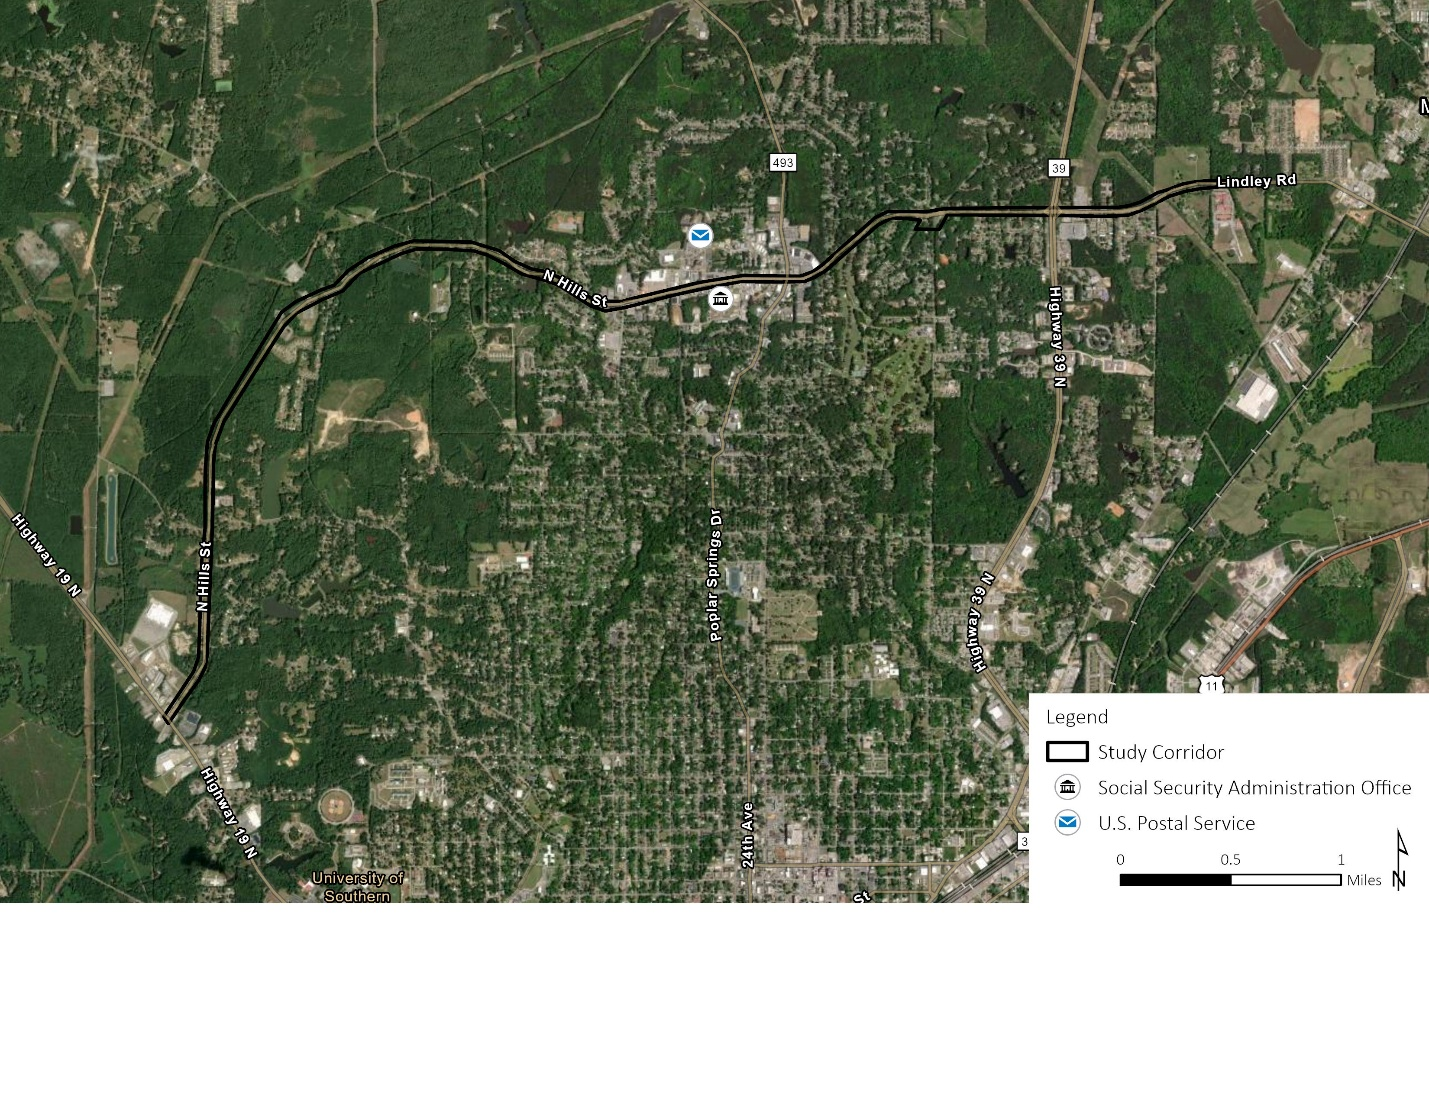 M
493
39
Lindley Rd
N Hills St
Highway 39 N
Highway 19 N
N Hills St
Poplar Springs Dr
Highway 39 N
11
Highway 19 N
24th Ave
3
University of
Southern
St
Legend
Study Corridor
Social Security Administration Office
U.S. Postal Service
0 0.5 1
Miles
N